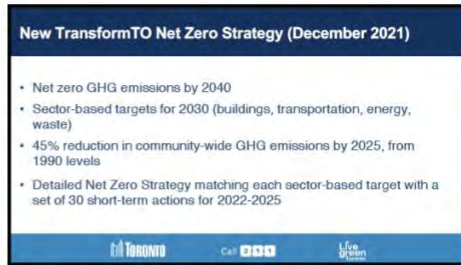 New TransformTO Net Zero Strategy (December 2021)
• Net zero GHG emissions by 2040
• Sector-based targets for 2030 (buildings, transportation, energy,
waste)
• 45% reduction in community-wide GHG emissions by 2025, from
1990 levels
• Detailed Net Zero Strategy matching each sector-based target with a
set of 30 short-term actions for 2022-2025
TORONTO
Call 311
Live
green